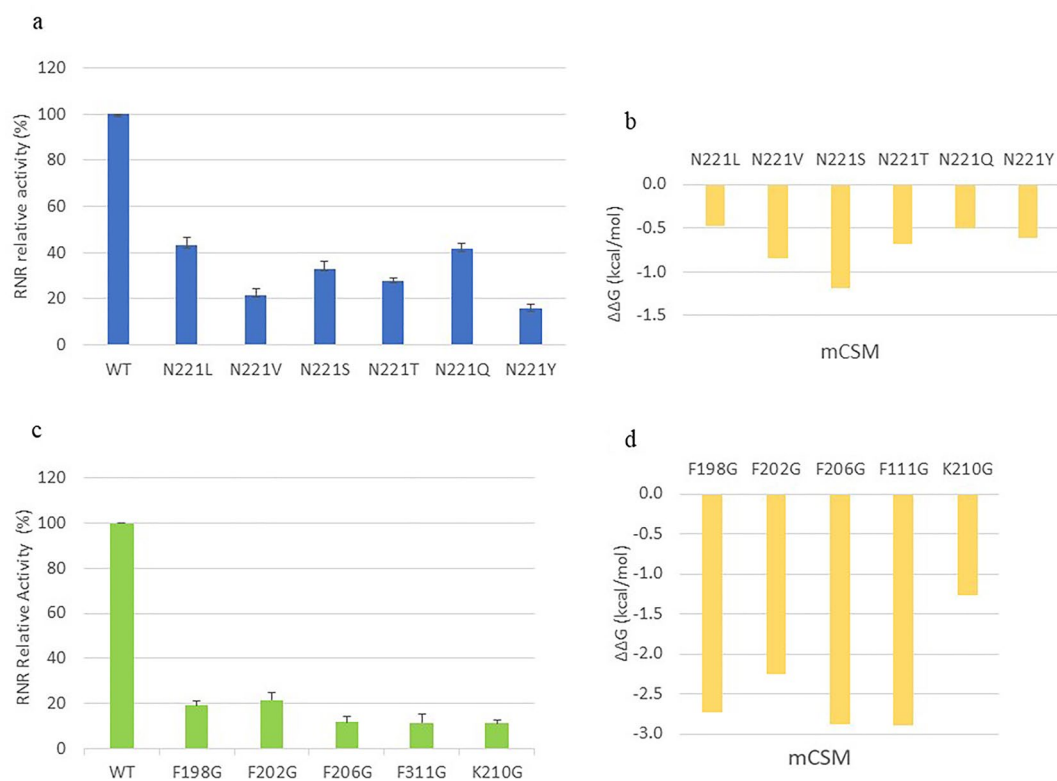 a
RNR relative activity (%)
120
100
80
60
40
20
0
WT N221L N221V N221S N221T N221Q N221Y
b
N221L N221V N221S N221T N221Q N221Y
ΔΔG (kcal/mol)
0.0
-0.5
-1.0
-1.5
mCSM
c
RNR Relative Activity (%)
120
100
80
60
40
20
0
WT F198G F202G F206G F311G K210G
d
F198G F202G F206G F111G K210G
ΔΔG (kcal/mol)
0.0
-0.5
-1.0
-1.5
-2.0
-2.5
-3.0
mCSM